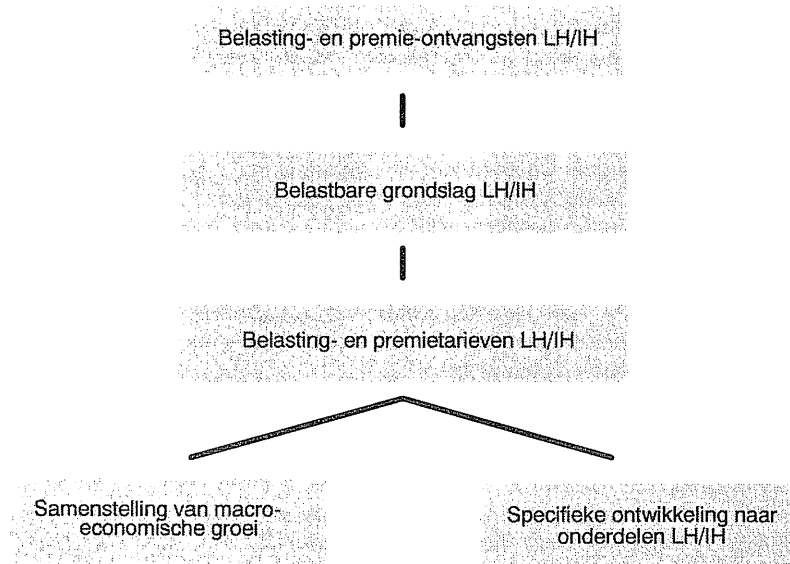 Belasting- en premie-ontvangsten LH/IH
Belastbare grondslag LH/IH
Belasting- en premietarieven LH/IH
Samenstelling van macro-
economische groei
Specifieke ontwikkeling naar
onderdelen LH/IH